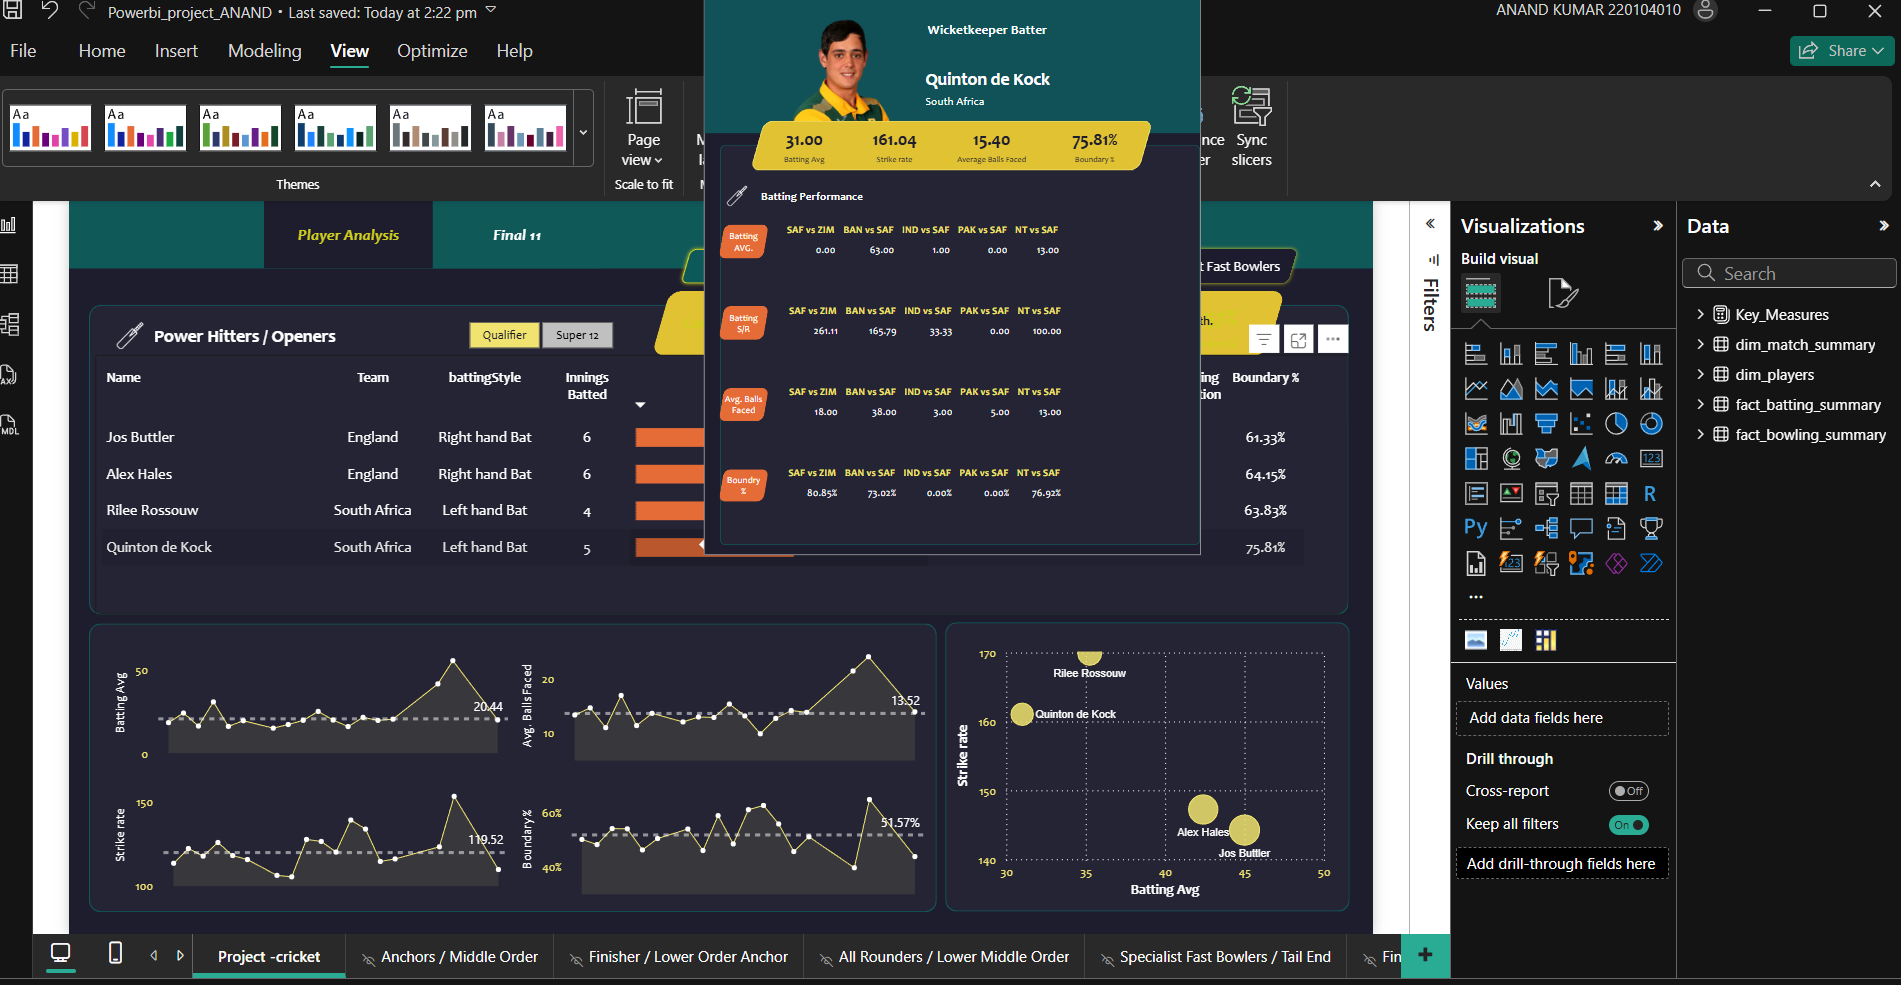 Powerbi_project_ANAND • Last saved: Today at 2:22 pm
ANAND KUMAR 220104010
File Home Insert Modeling View Optimize Help
Share
Aa Aa Aa Aa Aa Aa
Themes
Page
view
Scale to fit
Sync
slicers
Wicketkeeper Batter
Quinton de Kock
South Africa
31.00 161.04 15.40 75.81%
Batting Avg Strike rate Average Balls Faced Boundary %
Batting Performance
Batting
AVG.
SAF vs ZIM BAN vs SAF IND vs SAF PAK vs SAF NT vs SAF
0.00 63.00 1.00 0.00 13.00
Batting
S/R
SAF vs ZIM BAN vs SAF IND vs SAF PAK vs SAF NT vs SAF
261.11 165.79 33.33 0.00 100.00
Avg. Balls
Faced
SAF vs ZIM BAN vs SAF IND vs SAF PAK vs SAF NT vs SAF
18.00 38.00 3.00 5.00 13.00
Boundry
%
SAF vs ZIM BAN vs SAF IND vs SAF PAK vs SAF NT vs SAF
80.85% 73.02% 0.00% 0.00% 76.92%
Player Analysis
Final 11
t Fast Bowlers
th.
Power Hitters / Openers
Qualifier
Super 12
Name Team battingStyle Innings Batted Boundary %
Jos Buttler England Right hand Bat 6 61.33%
Alex Hales England Right hand Bat 6 64.15%
Rilee Rossouw South Africa Left hand Bat 4 63.83%
Quinton de Kock South Africa Left hand Bat 5 75.81%
Batting Avg
50
0
20.44
Avg. Balls Faced
20
10
13.52
Strike rate
150
100
119.52
Boundary%
60%
40%
51.57%
Strike rate
170
160
150
140
Rilee Rossouw
Quinton de Kock
Alex Hales
Jos Buttler
30 35 40 45 50
Batting Avg
Filters
Visualizations
Build visual
123
R
Py
123
Values
Add data fields here
Drill through
Cross-report
Off
Keep all filters
On
Add drill-through fields here
Data
Search
Key_Measures
dim_match_summary
dim_players
fact_batting_summary
fact_bowling_summary
Project -cricket
Anchors / Middle Order
Finisher / Lower Order Anchor
All Rounders / Lower Middle Order
Specialist Fast Bowlers / Tail End
Fin